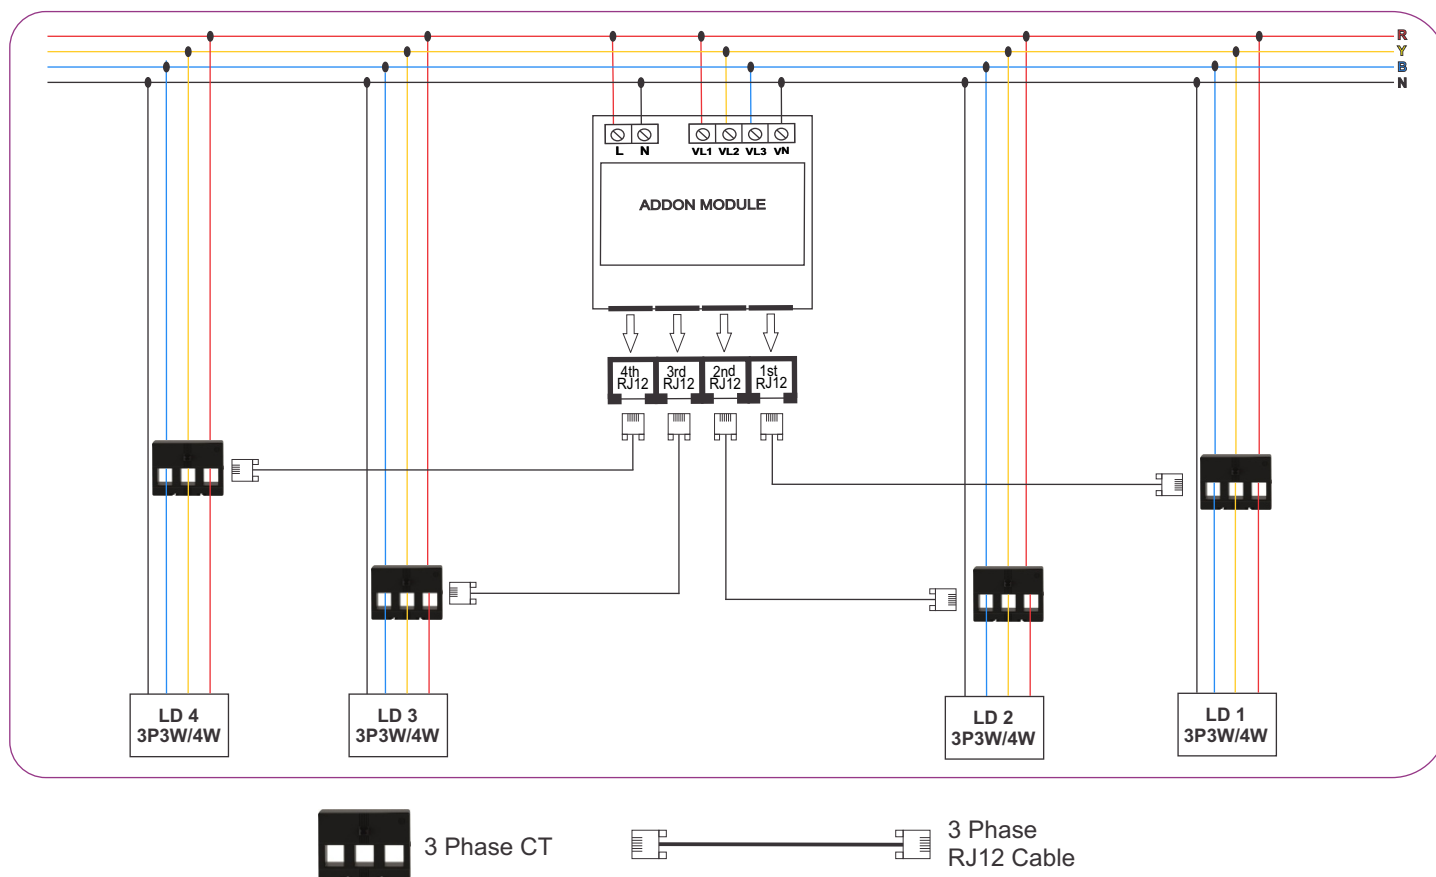 R
Y
B
N
L N VL1 VL2 VL3 VN
ADDON MODULE
4th RJ12
3rd RJ12
2nd RJ12
1st RJ12
LD 4
3P3W/4W
LD 3
3P3W/4W
LD 2
3P3W/4W
LD 1
3P3W/4W
3 Phase CT
3 Phase
RJ12 Cable